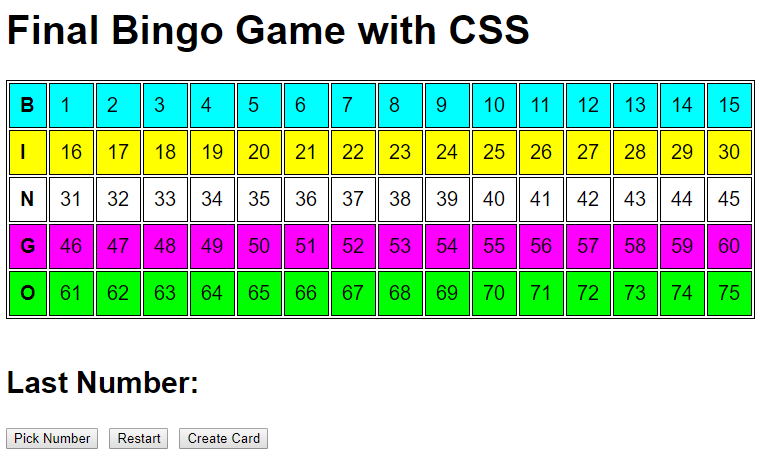 Final Bingo Game with CSS
B 1 2 3 4 5 6 7 8 9 10 11 12 13 14 15
I 16 17 18 19 20 21 22 23 24 25 26 27 28 29 30
N 31 32 33 34 35 36 37 38 39 40 41 42 43 44 45
G 46 47 48 49 50 51 52 53 54 55 56 57 58 59 60
O 61 62 63 64 65 66 67 68 69 70 71 72 73 74 75
Last Number:
Pick Number Restart Create Card